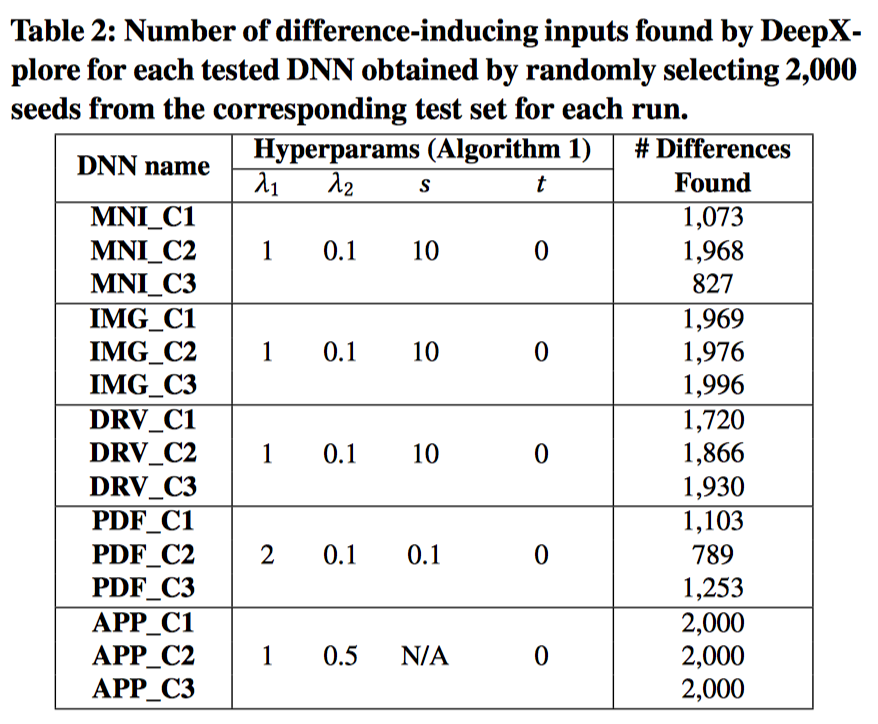 Table 2: Number of difference-inducing inputs found by DeepX-
plore for each tested DNN obtained by randomly selecting 2,000
seeds from the corresponding test set for each run.
DNN name Hyperparams (Algorithm 1) # Differences Found
λ1 λ2 s t
MNI_C1 1,073
MNI_C2 1 0.1 10 0 1,968
MNI_C3 827
IMG_C1 1,969
IMG_C2 1 0.1 10 0 1,976
IMG_C3 1,996
DRV_C1 1,720
DRV_C2 1 0.1 10 0 1,866
DRV_C3 1,930
PDF_C1 1,103
PDF_C2 2 0.1 0.1 0 789
PDF_C3 1,253
APP_C1 2,000
APP_C2 1 0.5 N/A 0 2,000
APP_C3 2,000